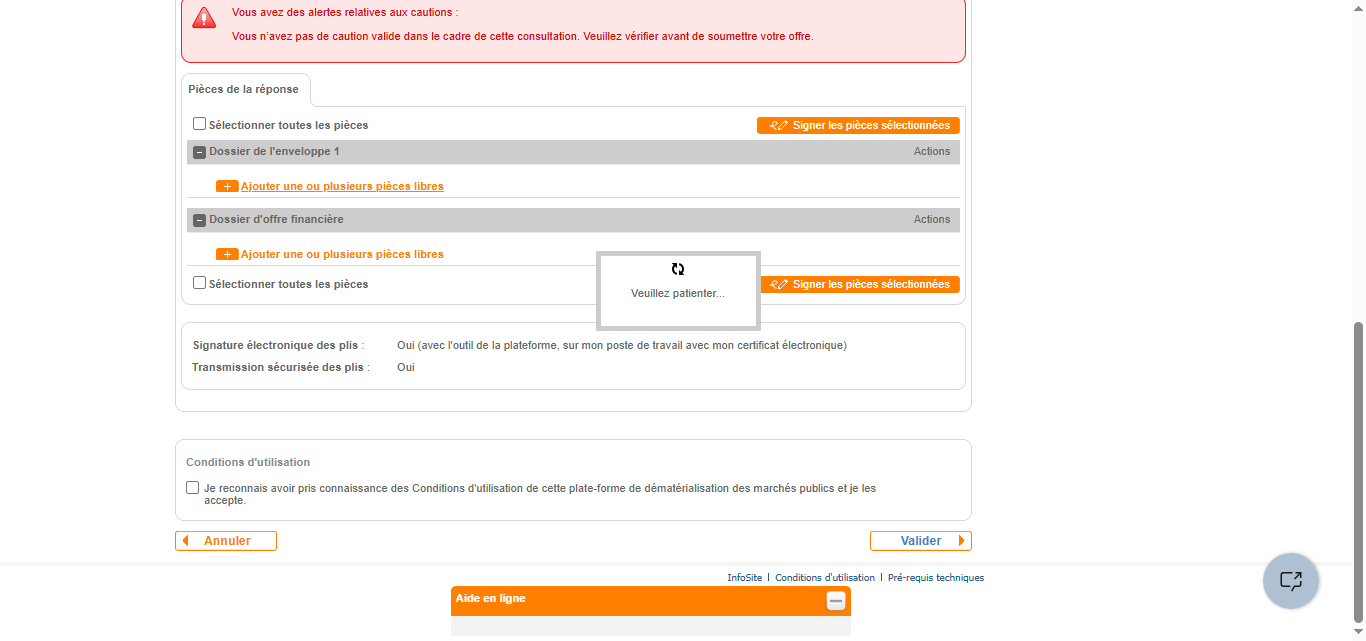 Vous avez des alertes relatives aux cautions :
Vous n'avez pas de caution valide dans le cadre de cette consultation. Veuillez vérifier avant de soumettre votre offre.
Pièces de la réponse
Sélectionner toutes les pièces
Signer les pièces sélectionnées
Dossier de l'enveloppe 1
Actions
Ajouter une ou plusieurs pièces libres
Dossier d'offre financière
Actions
Ajouter une ou plusieurs pièces libres
Sélectionner toutes les pièces
Signer les pièces sélectionnées
Veuillez patienter...
Signature électronique des plis :
Oui (avec l'outil de la plateforme, sur mon poste de travail avec mon certificat électronique)
Transmission sécurisée des plis :
Oui
Conditions d'utilisation
Je reconnais avoir pris connaissance des Conditions d'utilisation de cette plate-forme de dématérialisation des marchés publics et je les
accepte.
Annuler
Valider
InfoSite | Conditions d'utilisation | Pré-requis techniques
Aide en ligne